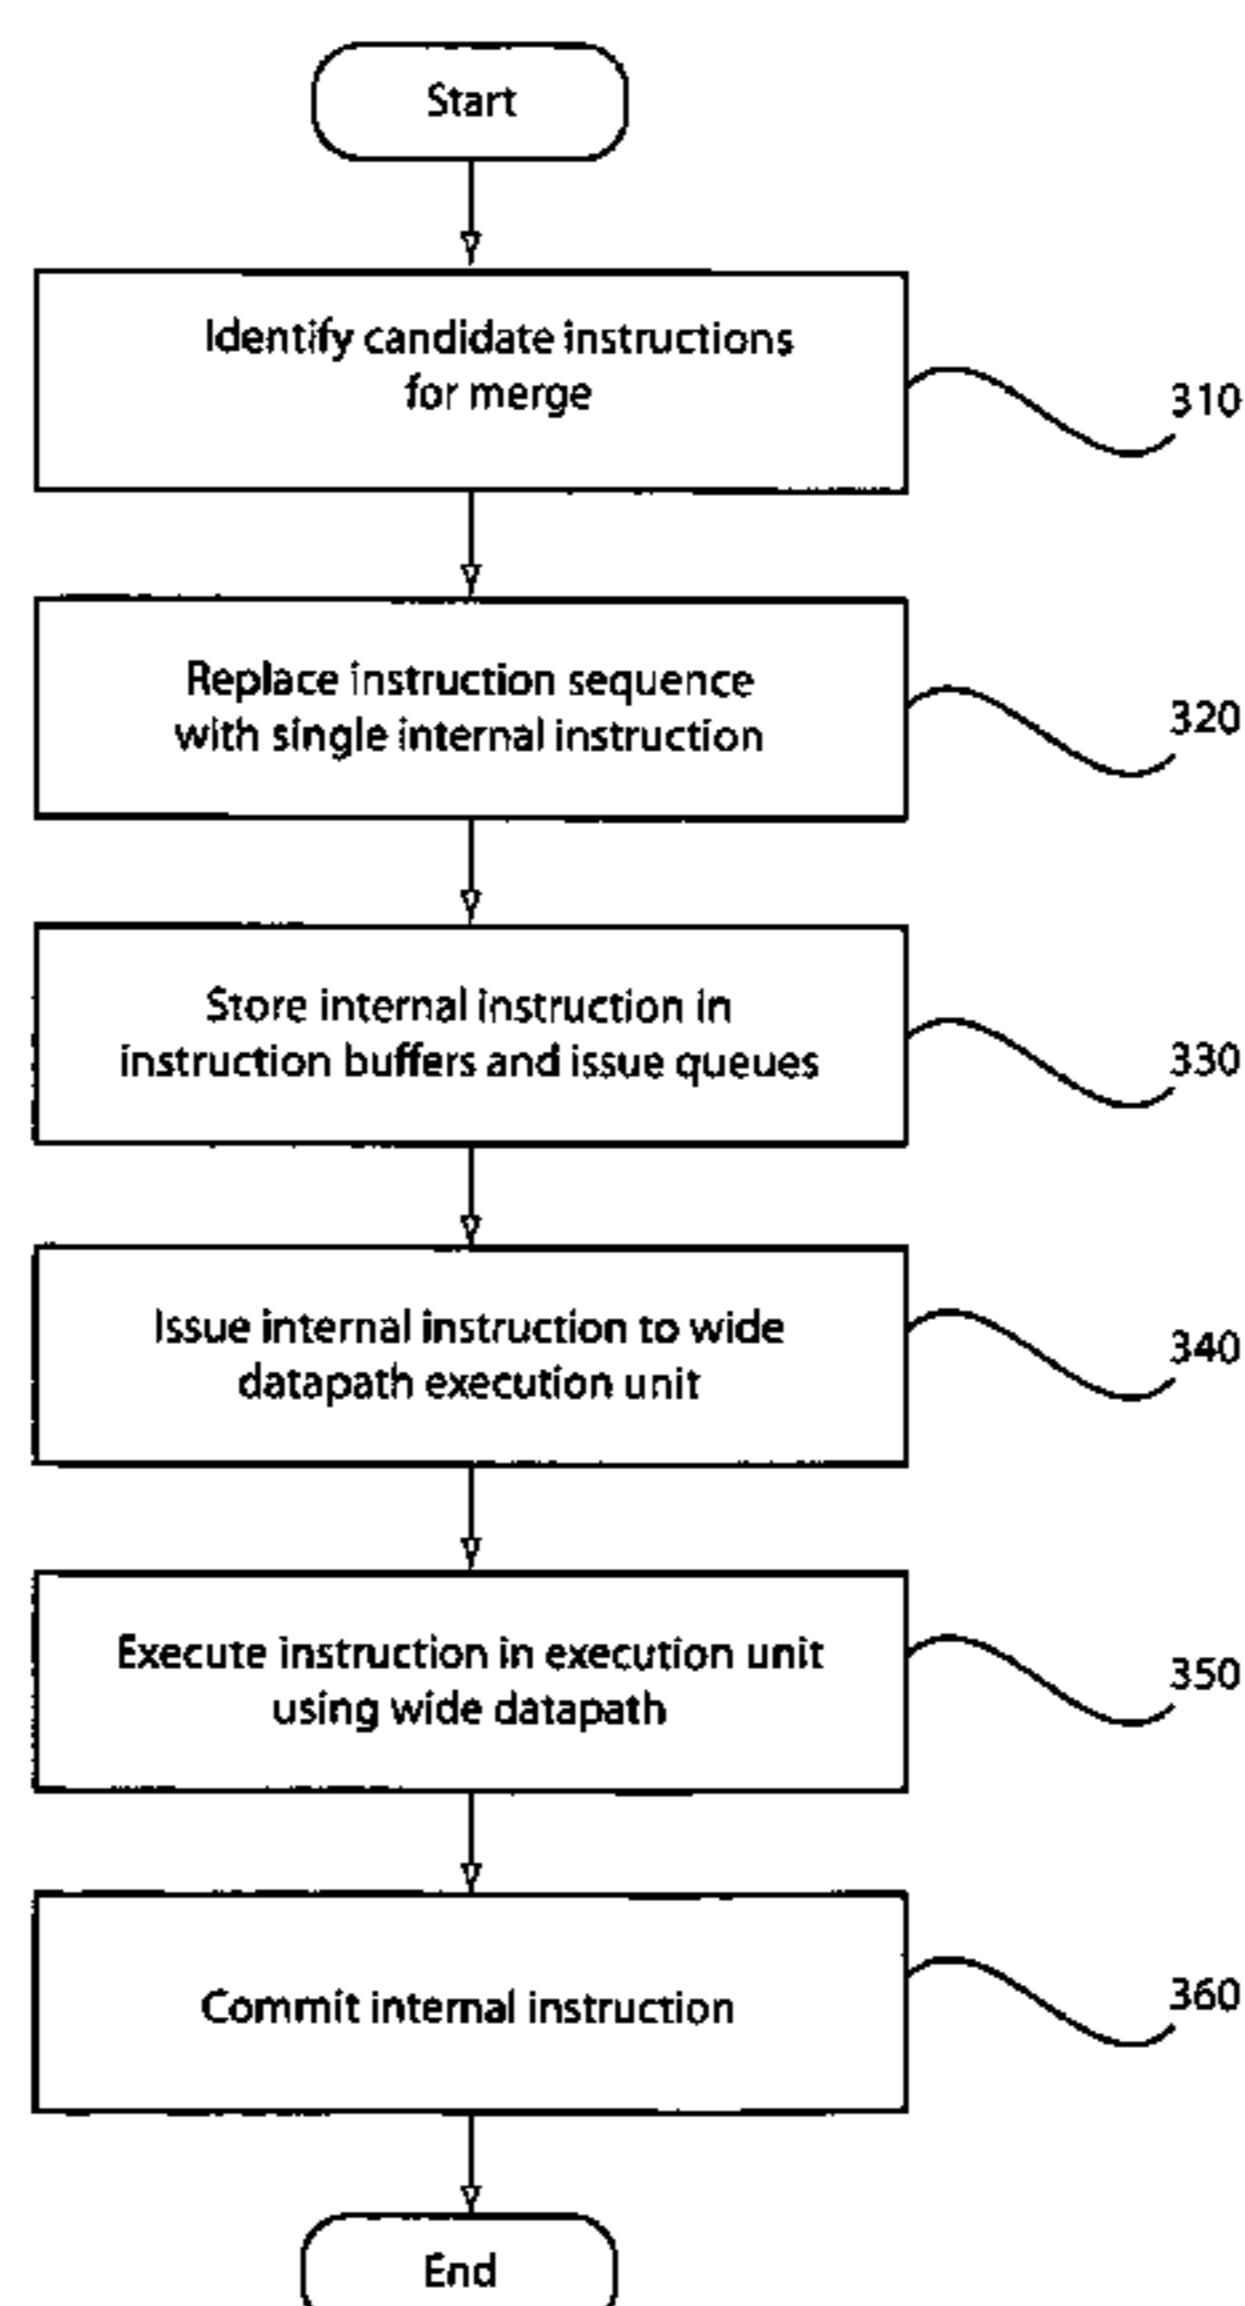 Start
Identify candidate instructions
for merge
310
Replace instruction sequence
with single internal instruction
320
Store internal instruction in
instruction buffers and issue queues
330
Issue internal instruction to wide
datapath execution unit
340
Execute instruction in execution unit
using wide datapath
350
Commit internal instruction
360
End